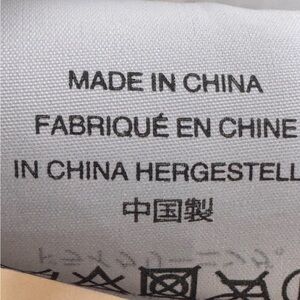 MADE IN CHINA
FABRIQUÉ EN CHINE
IN CHINA HERGESTELL
中国製